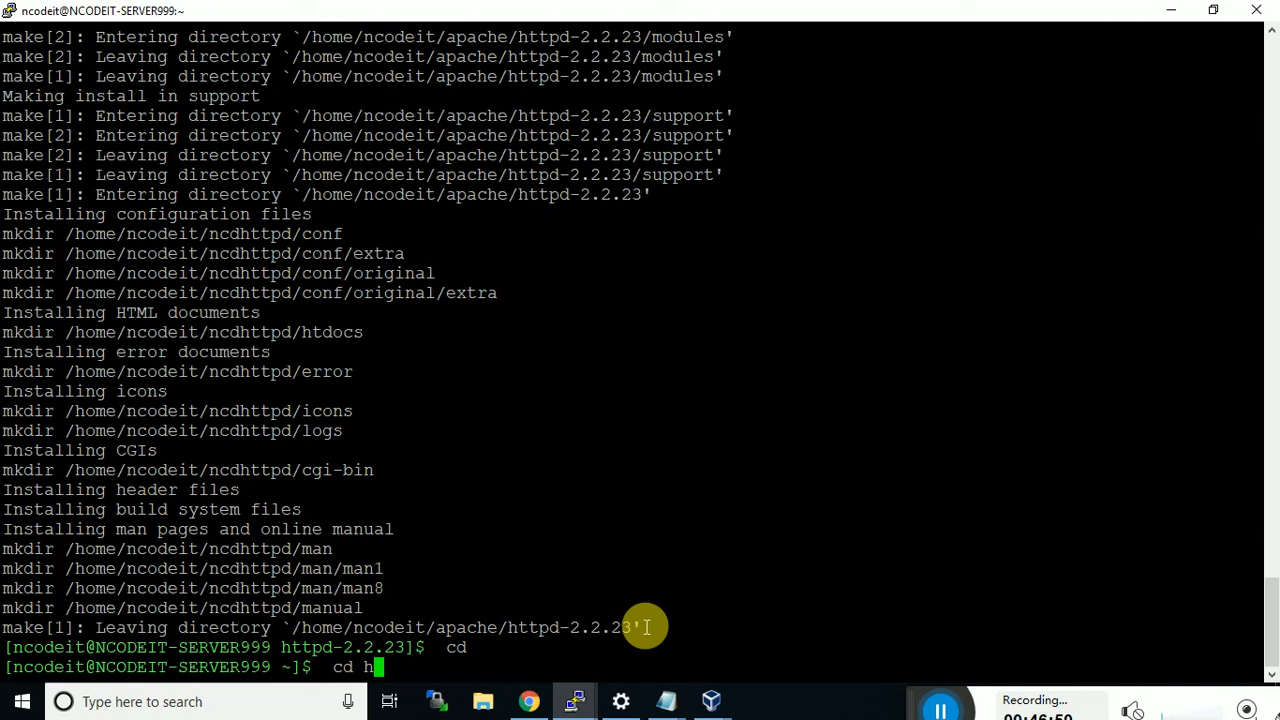 ncodeit@NCODEIT-SERVER999:~
make[2]: Entering directory `/home/ncodeit/apache/httpd-2.2.23/modules'
make[2]: Leaving directory `/home/ncodeit/apache/httpd-2.2.23/modules'
make[1]: Leaving directory `/home/ncodeit/apache/httpd-2.2.23/modules'
Making install in support
make[1]: Entering directory `/home/ncodeit/apache/httpd-2.2.23/support'
make[2]: Entering directory `/home/ncodeit/apache/httpd-2.2.23/support'
make[2]: Leaving directory `/home/ncodeit/apache/httpd-2.2.23/support'
make[1]: Leaving directory `/home/ncodeit/apache/httpd-2.2.23/support'
make[1]: Entering directory `/home/ncodeit/apache/httpd-2.2.23'
Installing configuration files
mkdir /home/ncodeit/ncdhttpd/conf
mkdir /home/ncodeit/ncdhttpd/conf/extra
mkdir /home/ncodeit/ncdhttpd/conf/original
mkdir /home/ncodeit/ncdhttpd/conf/original/extra
Installing HTML documents
mkdir /home/ncodeit/ncdhttpd/htdocs
Installing error documents
mkdir /home/ncodeit/ncdhttpd/error
Installing icons
mkdir /home/ncodeit/ncdhttpd/icons
mkdir /home/ncodeit/ncdhttpd/logs
Installing CGIs
mkdir /home/ncodeit/ncdhttpd/cgi-bin
Installing header files
Installing build system files
Installing man pages and online manual
mkdir /home/ncodeit/ncdhttpd/man
mkdir /home/ncodeit/ncdhttpd/man/man1
mkdir /home/ncodeit/ncdhttpd/man/man8
mkdir /home/ncodeit/ncdhttpd/manual
make[1]: Leaving directory `/home/ncodeit/apache/httpd-2.2.23'
[ncodeit@NCODEIT-SERVER999 httpd-2.2.23]$ cd
[ncodeit@NCODEIT-SERVER999 ~]$ cd h
Type here to search
Recording...
00:46:50